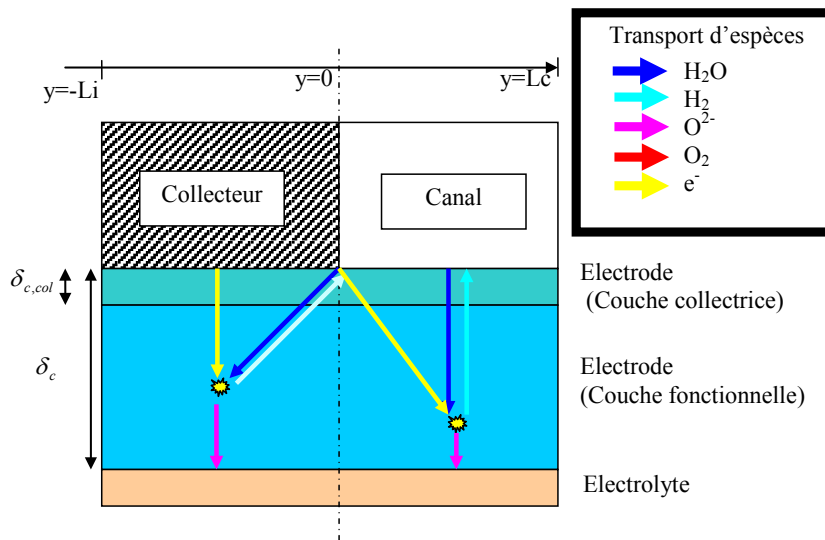 Transport d'espèces
H₂O
H₂
O²⁻
O₂
e⁻
y=-Li
y=0
y=Lc
Collecteur
Canal
δc,col
δc
Electrode
(Couche collectrice)
Electrode
(Couche fonctionnelle)
Electrolyte